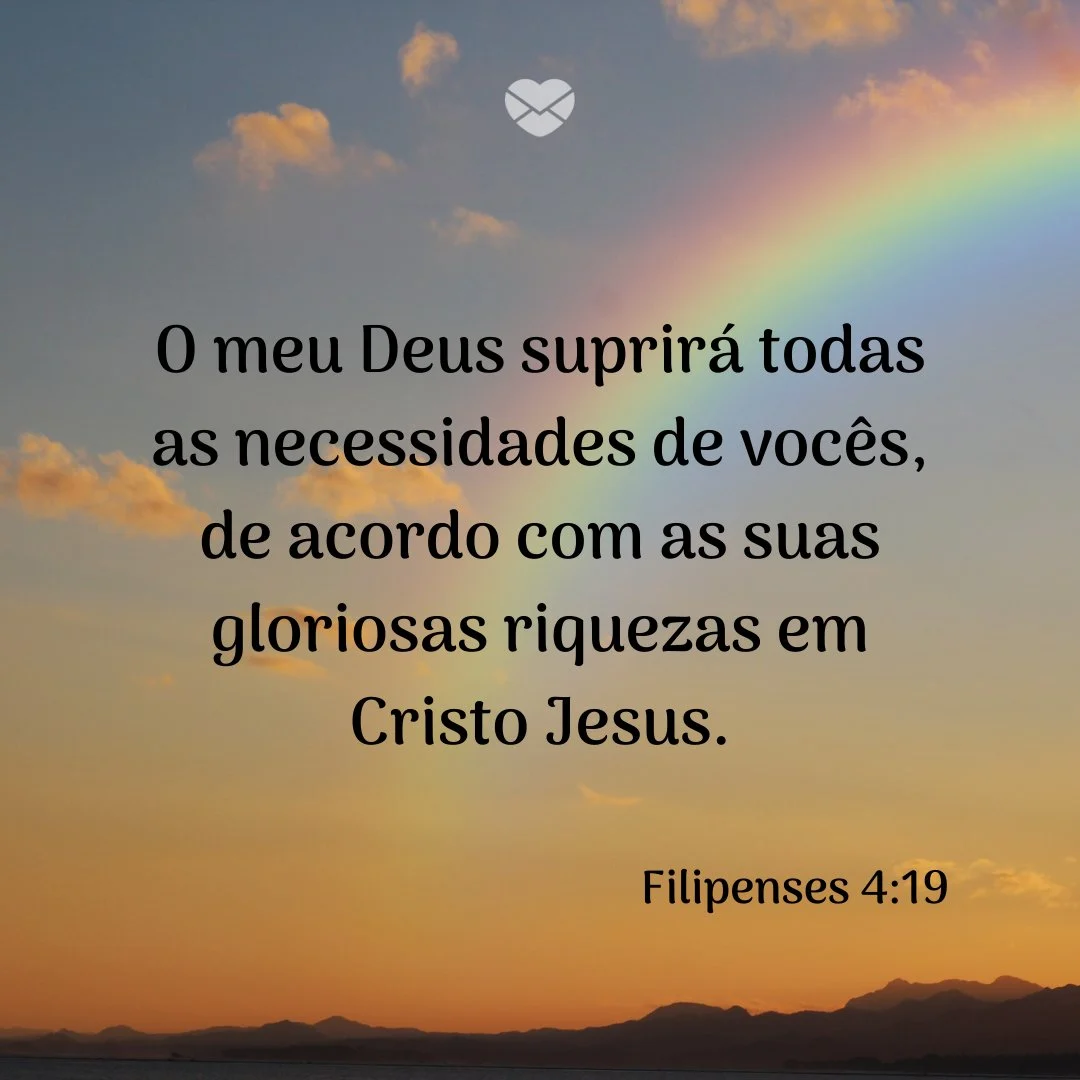 O meu Deus suprirá todas
as necessidades de vocês,
de acordo com as suas
gloriosas riquezas em
Cristo Jesus.
Filipenses 4:19